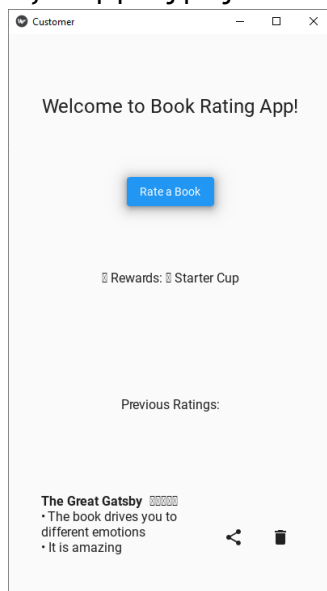 Customer
Welcome to Book Rating App!
Rate a Book
Rewards: Starter Cup
Previous Ratings:
The Great Gatsby
• The book drives you to
different emotions
• It is amazing